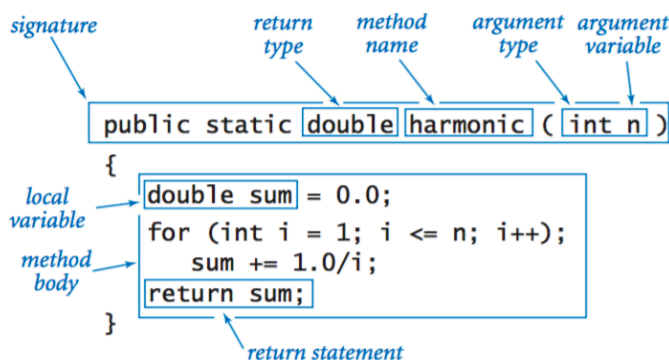 signature
return type
method name
argument type
argument variable
public static double harmonic ( int n )
{
local variable
double sum = 0.0;
for (int i = 1; i <= n; i++);
method body
sum += 1.0/i;
return sum;
}
return statement